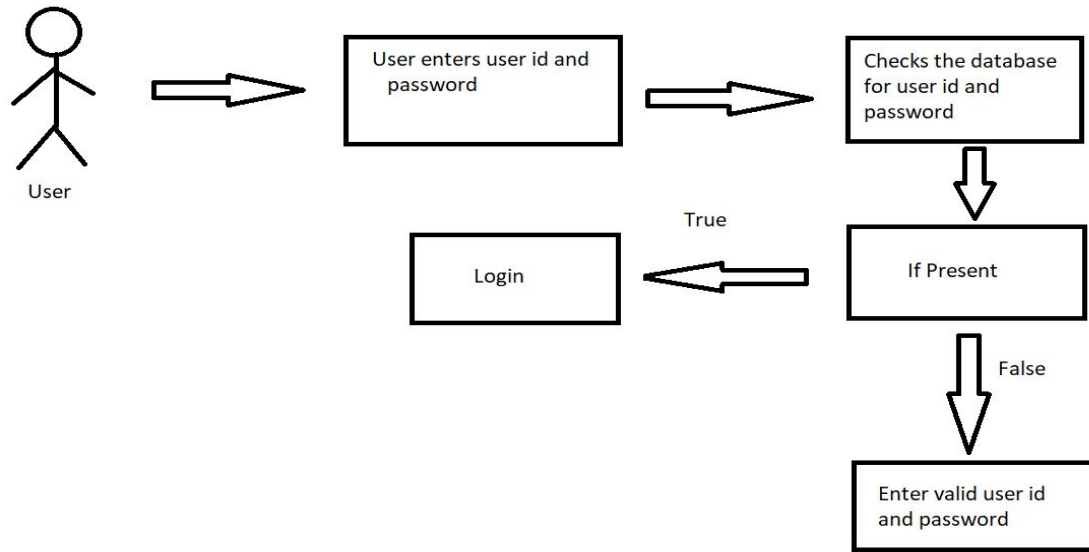 User
User enters user id and
password
Checks the database
for user id and
password
If Present
True
Login
False
Enter valid user id
and password